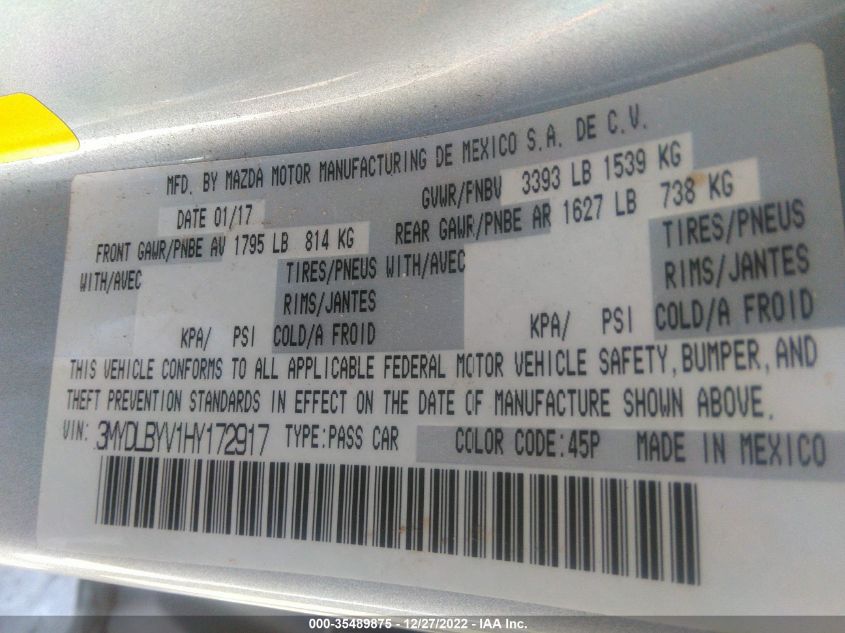 MFD. BY MAZDA MOTOR MANUFACTURING DE MEXICO S.A. DE C.V.
DATE 01/17 GVWR/PNBV 3393 LB 1539 KG
FRONT GAWR/PNBE AV 1795 LB 814 KG REAR GAWR/PNBE AR 1627 LB 738 KG
WITH/AVEC TIRES/PNEUS WITH/AVEC TIRES/PNEUS
RIMS/JANTES RIMS/JANTES
KPA/ PSI COLD/A FROID KPA/ PSI COLD/A FROID
THIS VEHICLE CONFORMS TO ALL APPLICABLE FEDERAL MOTOR VEHICLE SAFETY, BUMPER, AND
THEFT PREVENTION STANDARDS IN EFFECT ON THE DATE OF MANUFACTURE SHOWN ABOVE.
VIN: 3MYDLBYV1HY172917 TYPE:PASS CAR COLOR CODE:45P MADE IN MEXICO
000-35489875 - 12/27/2022 - IAA Inc.